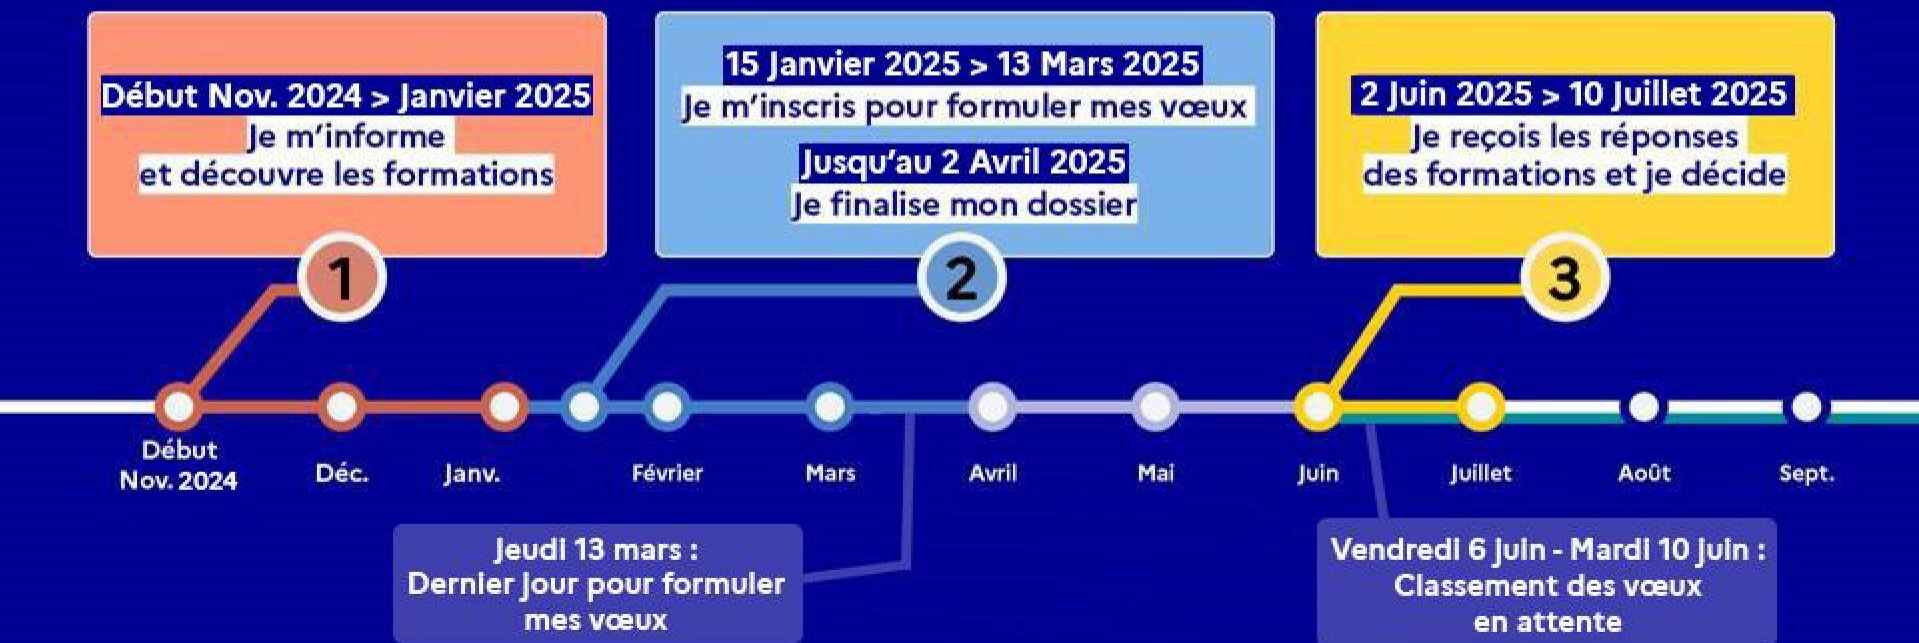 Début Nov. 2024 > Janvier 2025
Je m'informe
et découvre les formations
1
15 Janvier 2025 > 13 Mars 2025
Je m'inscris pour formuler mes vœux
Jusqu'au 2 Avril 2025
Je finalise mon dossier
2
2 Juin 2025 > 10 Juillet 2025
Je reçois les réponses
des formations et je décide
3
Début
Nov. 2024
Déc.
Janv.
Février
Mars
Avril
Mai
Juin
Juillet
Août
Sept.
Jeudi 13 mars :
Dernier jour pour formuler
mes vœux
Vendredi 6 juin - Mardi 10 juin :
Classement des vœux
en attente